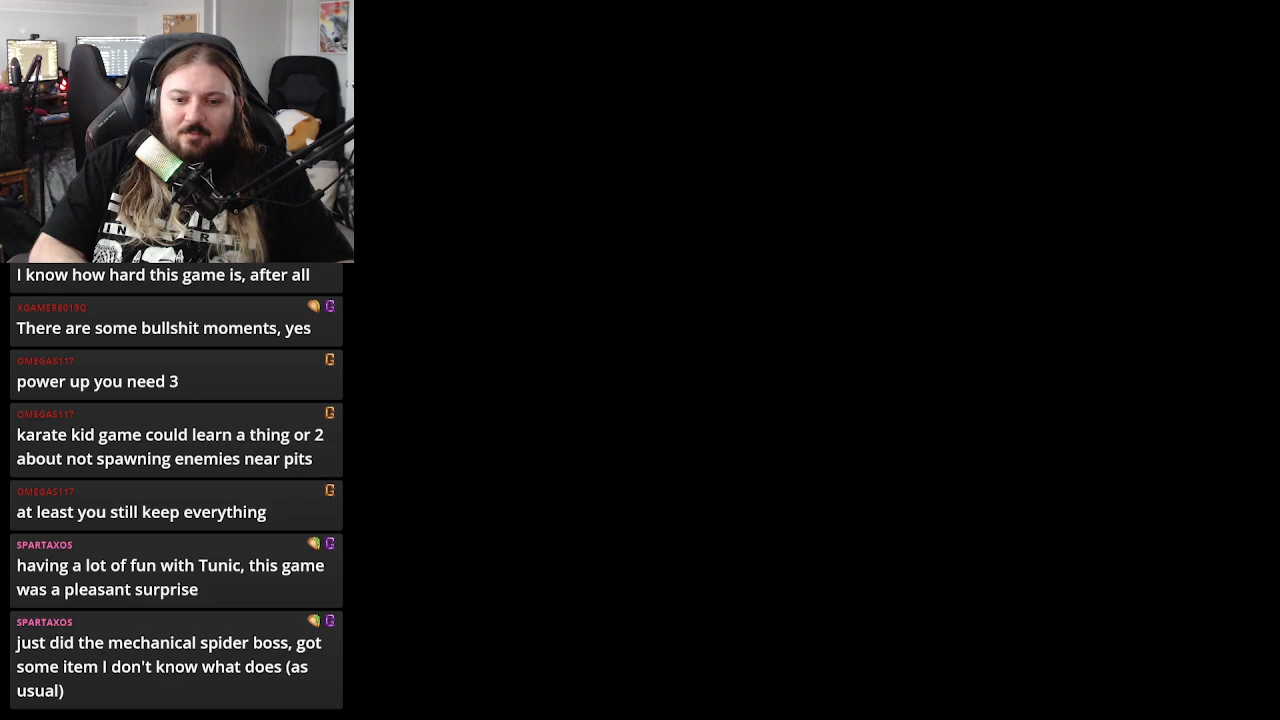 I know how hard this game is, after all
XGAMER8019Q
There are some bullshit moments, yes
OMEGAS117
power up you need 3
OMEGAS117
karate kid game could learn a thing or 2
about not spawning enemies near pits
OMEGAS117
at least you still keep everything
SPARTAXOS
having a lot of fun with Tunic, this game
was a pleasant surprise
SPARTAXOS
just did the mechanical spider boss, got
some item I don't know what does (as
usual)